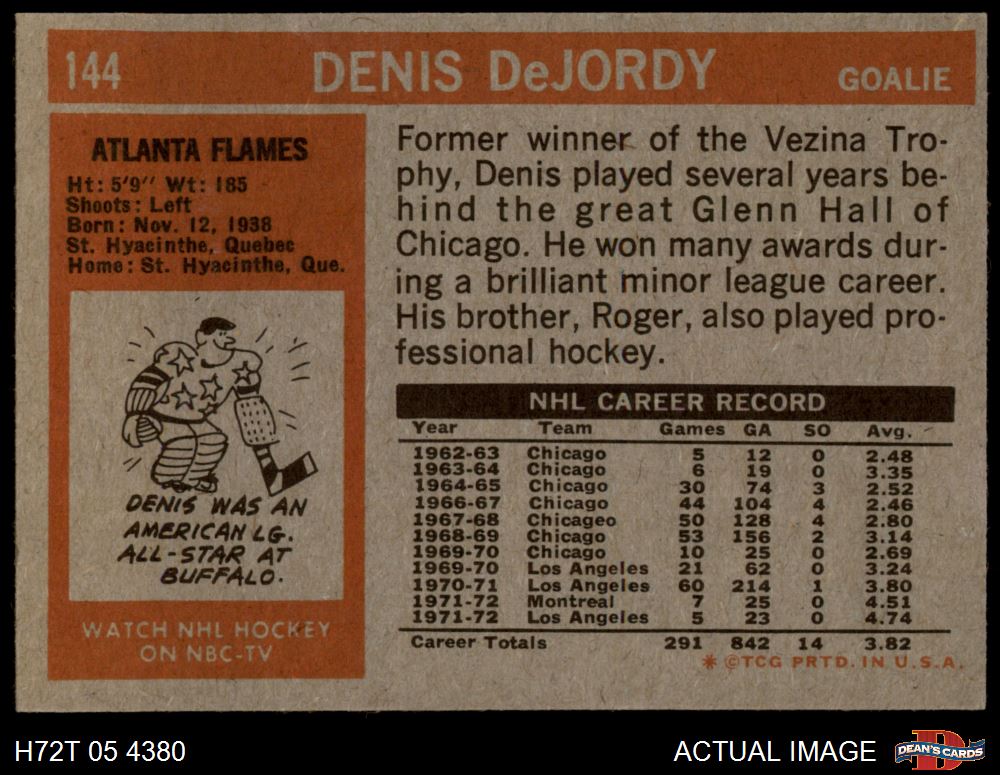 144 DENIS DeJORDY GOALIE
ATLANTA FLAMES
Ht: 5'9" Wt: 185
Shoots: Left
Born: Nov. 12, 1938
St. Hyacinthe, Quebec
Home: St. Hyacinthe, Que.
DENIS WAS AN
AMERICAN LG.
ALL-STAR AT
BUFFALO.
WATCH NHL HOCKEY
ON NBC-TV
Former winner of the Vezina Tro-
phy, Denis played several years be-
hind the great Glenn Hall of
Chicago. He won many awards dur-
ing a brilliant minor league career.
His brother, Roger, also played pro-
fessional hockey.
NHL CAREER RECORD
Year Team Games GA SO Avg.
1962-63 Chicago 5 12 0 2.48
1963-64 Chicago 6 19 0 3.35
1964-65 Chicago 30 74 3 2.52
1966-67 Chicago 44 104 4 2.46
1967-68 Chicageo 50 128 4 2.80
1968-69 Chicago 53 156 2 3.14
1969-70 Chicago 10 25 0 2.69
1969-70 Los Angeles 21 62 0 3.24
1970-71 Los Angeles 60 214 1 3.80
1971-72 Montreal 7 25 0 4.51
1971-72 Los Angeles 5 23 0 4.74
Career Totals 291 842 14 3.82
* ©TCG PRTD. IN U.S.A.
H72T 05 4380 ACTUAL IMAGE DEAN'S CARDS